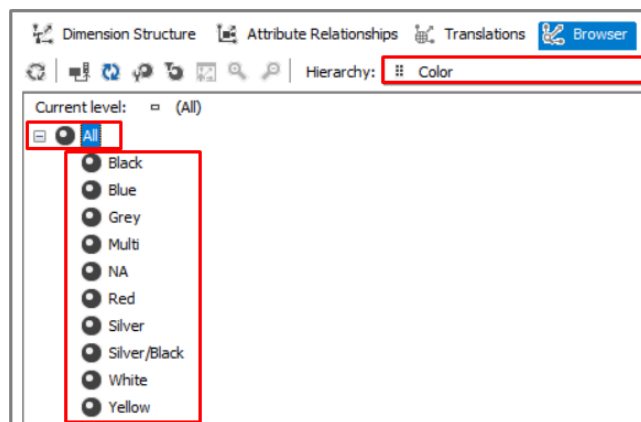 Dimension Structure Attribute Relationships Translations Browser
Hierarchy: Color
Current level: (All)
All
Black
Blue
Grey
Multi
NA
Red
Silver
Silver/Black
White
Yellow